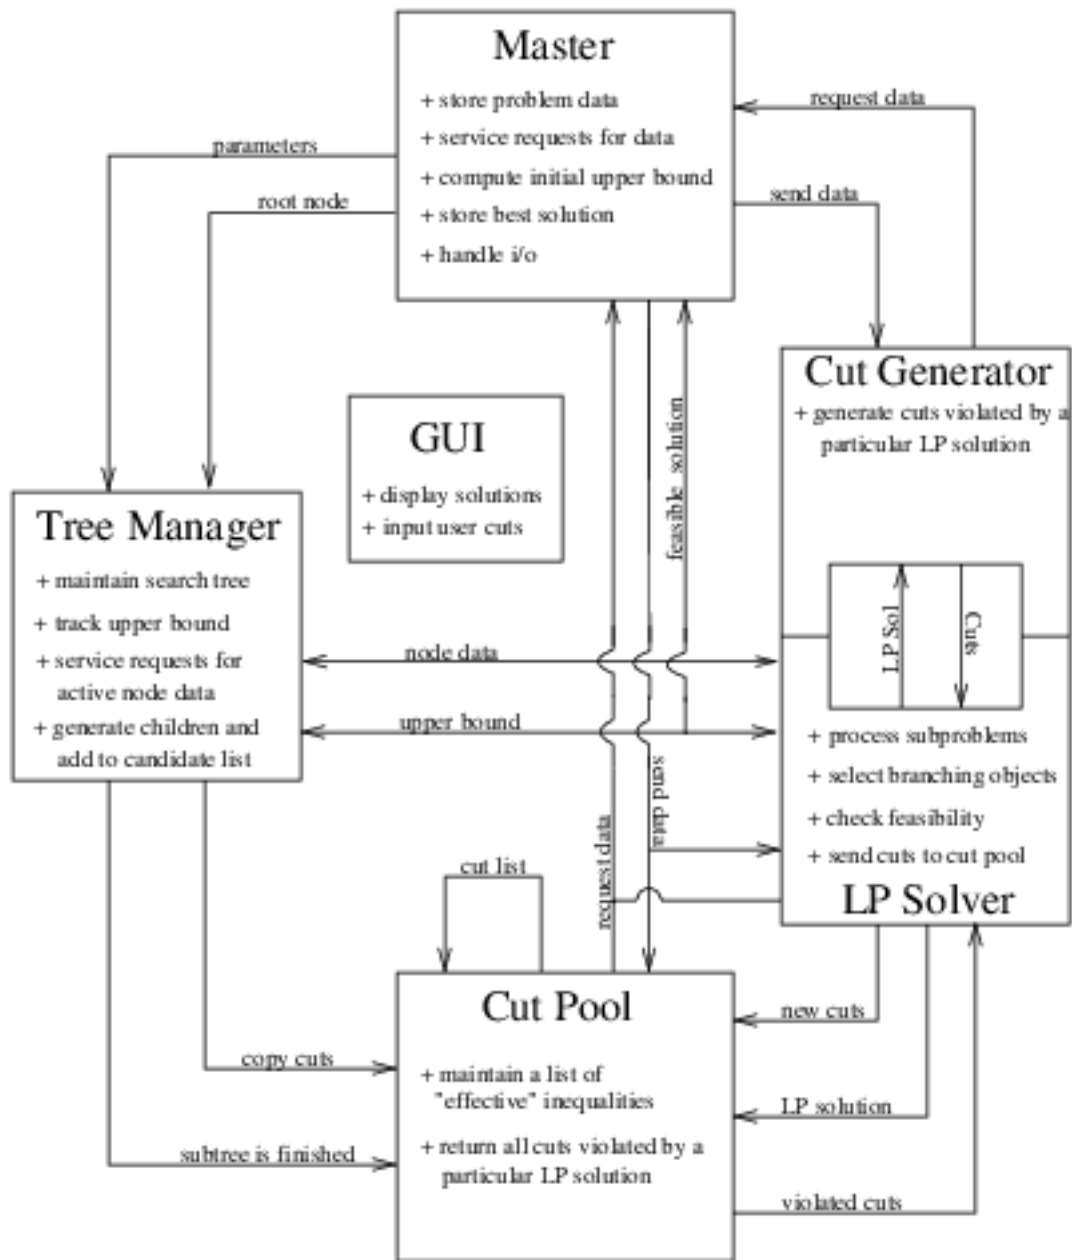 Master
+ store problem data
+ service requests for data
+ compute initial upper bound
+ store best solution
+ handle i/o
request data
send data
parameters
root node
Cut Generator
+ generate cuts violated by a
particular LP solution
GUI
+ display solutions
+ input user cuts
feasible solution
Tree Manager
+ maintain search tree
+ track upper bound
+ service requests for
active node data
+ generate children and
add to candidate list
LP Sol
Cuts
node data
upper bound
send data
request data
+ process subproblems
+ select branching objects
+ check feasibility
+ send cuts to cut pool
LP Solver
cut list
Cut Pool
+ maintain a list of
"effective" inequalities
+ return all cuts violated by a
particular LP solution
copy cuts
subtree is finished
new cuts
LP solution
violated cuts